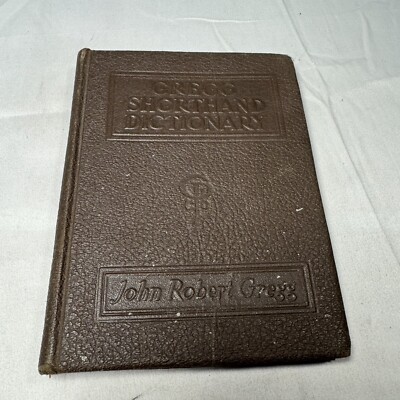 GREGG
SHORTHAND
DICTIONARY
John Robert Gregg